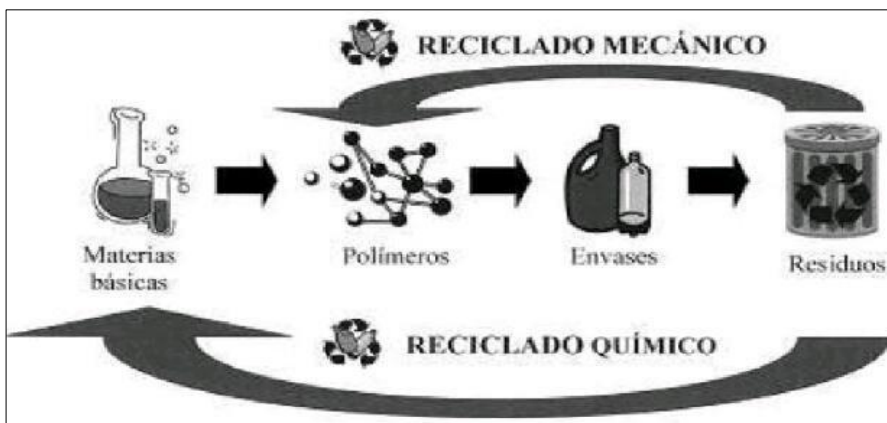 RECICLADO MECÁNICO
Materias
básicas
Polímeros
Envases
Residuos
RECICLADO QUÍMICO